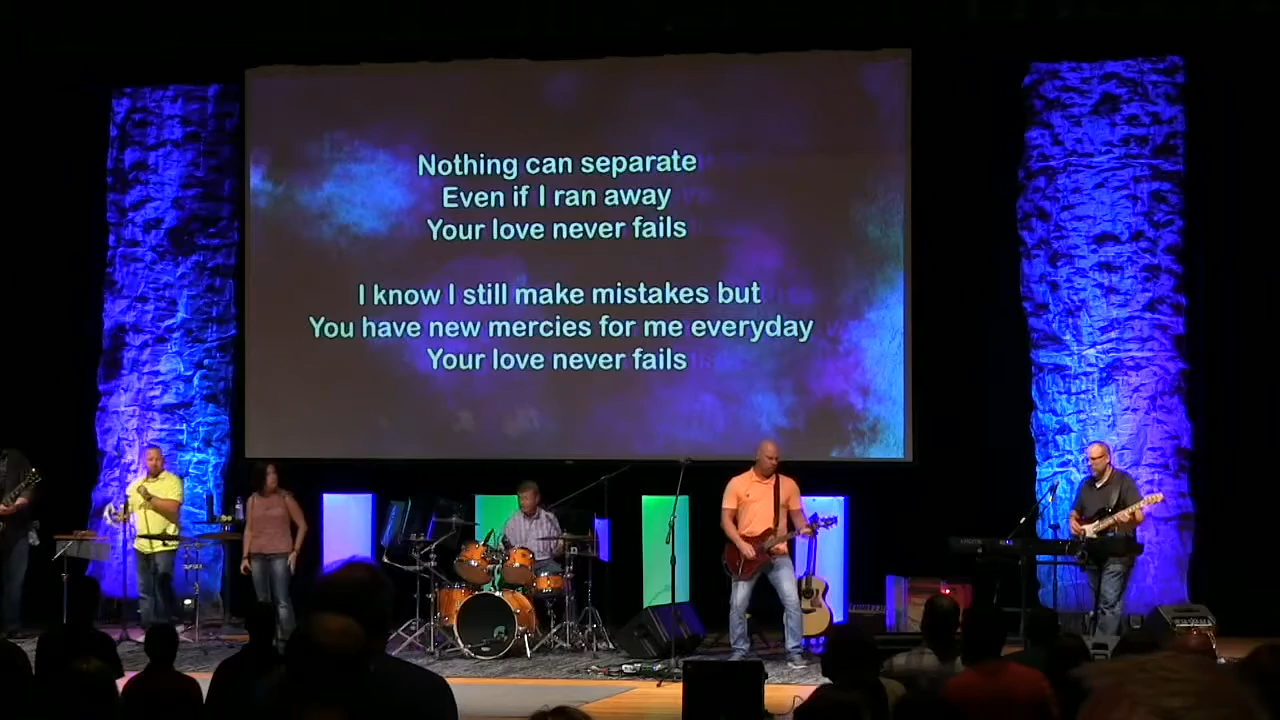 Nothing can separate
Even if I ran away
Your love never fails
I know I still make mistakes but
You have new mercies for me everyday
Your love never fails